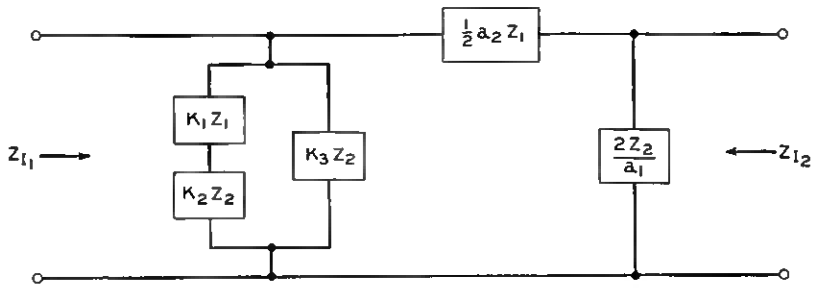 ½ a₂ Z₁
K₁ Z₁
K₃ Z₂
Z_I₁
K₂ Z₂
2Z₂
a₁
Z_I₂